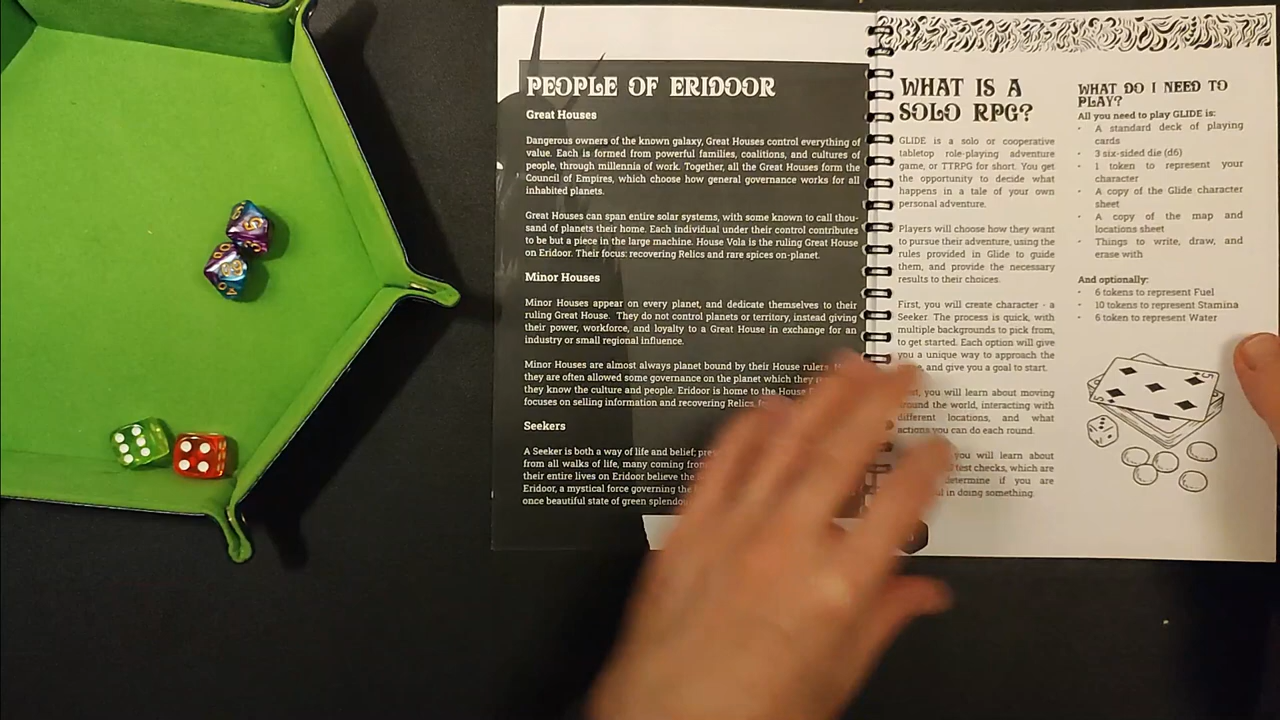 PEOPLE OF ERIDOOR
Great Houses
Dangerous owners of the known galaxy, Great Houses control everything of
value. Each is formed from powerful families, coalitions, and cultures of
people, through millennia of work. Together, all the Great Houses form the
Council of Empires, which choose how general governance works for all
inhabited planets.
Great Houses can span entire solar systems, with some known to call thou-
sand of planets their home. Each individual under their control contributes
to be but a piece in the large machine. House Vola is the ruling Great House
on Eridoor. Their focus: recovering Relics and rare spices on-planet.
Minor Houses
Minor Houses appear on every planet, and dedicate themselves to their
ruling Great House. They do not control planets or territory, instead giving
their power, workforce, and loyalty to a Great House in exchange for an
industry or small regional influence.
Minor Houses are almost always planet bound by their House rulers.
they are often allowed some governance on the planet which they
they know the culture and people. Eridoor is home to the House
focuses on selling information and recovering Relics,
Seekers
A Seeker is both a way of life and belief;
from all walks of life, many coming from
their entire lives on Eridoor believe the
Eridoor, a mystical force governing the
once beautiful state of green
WHAT IS A
SOLO RPG?
GLIDE is a solo or cooperative
tabletop role-playing adventure
game, or TTRPG for short. You get
the opportunity to decide what
happens in a tale of your own
personal adventure.
Players will choose how they want
to pursue their adventure, using the
rules provided in Glide to guide
them, and provide the necessary
results to their choices.
First, you will create character - a
Seeker. The process is quick, with
multiple backgrounds to pick from,
to get started. Each option will give
you a unique way to approach the
and give you a goal to start.
you will learn about moving
around the world, interacting with
different locations, and what
actions you can do each round.
you will learn about
test checks, which are
determine if you are
in doing something.
WHAT DO I NEED TO
PLAY?
All you need to play GLIDE is:
• A standard deck of playing
cards
• 3 six-sided die (d6)
• 1 token to represent your
character
• A copy of the Glide character
sheet
• A copy of the map and
locations sheet
• Things to write, draw, and
erase with
And optionally:
• 6 tokens to represent Fuel
• 10 tokens to represent Stamina
• 6 token to represent Water